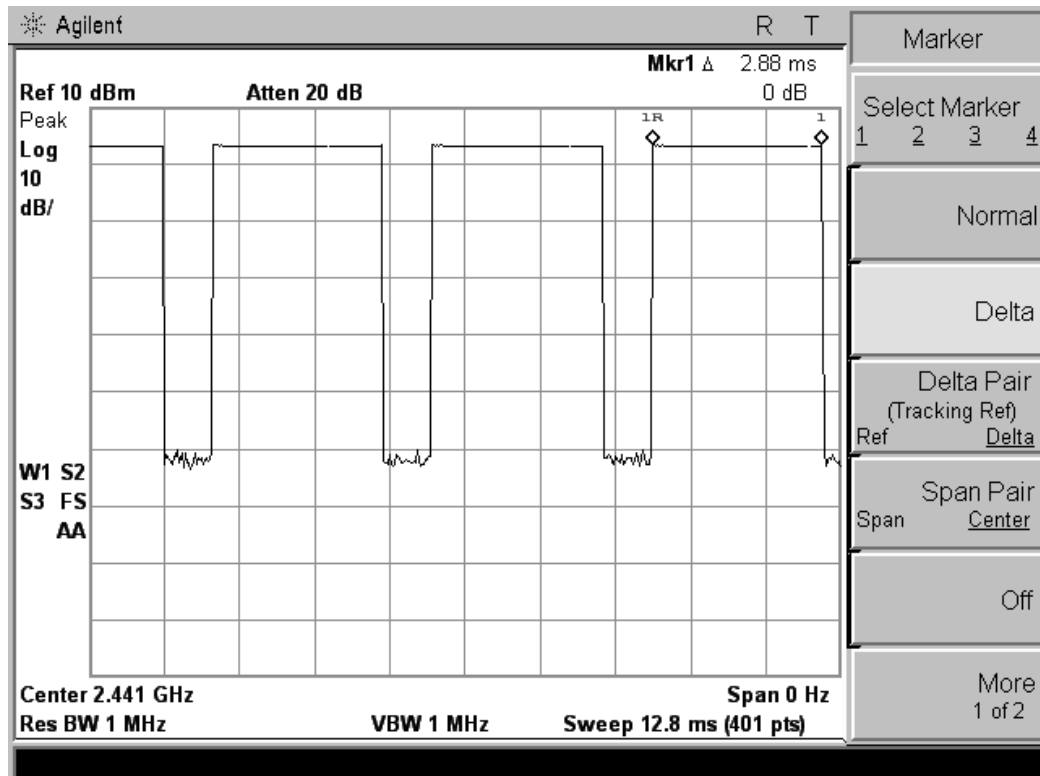 Agilent R T
Mkr1 Δ 2.88 ms
Ref 10 dBm Atten 20 dB 0 dB
Peak
Log
10
dB/
1R 1
W1 S2
S3 FS
AA
Center 2.441 GHz Span 0 Hz
Res BW 1 MHz VBW 1 MHz Sweep 12.8 ms (401 pts)
Marker
Select Marker
1 2 3 4
Normal
Delta
Delta Pair
(Tracking Ref)
Ref Delta
Span Pair
Span Center
Off
More
1 of 2